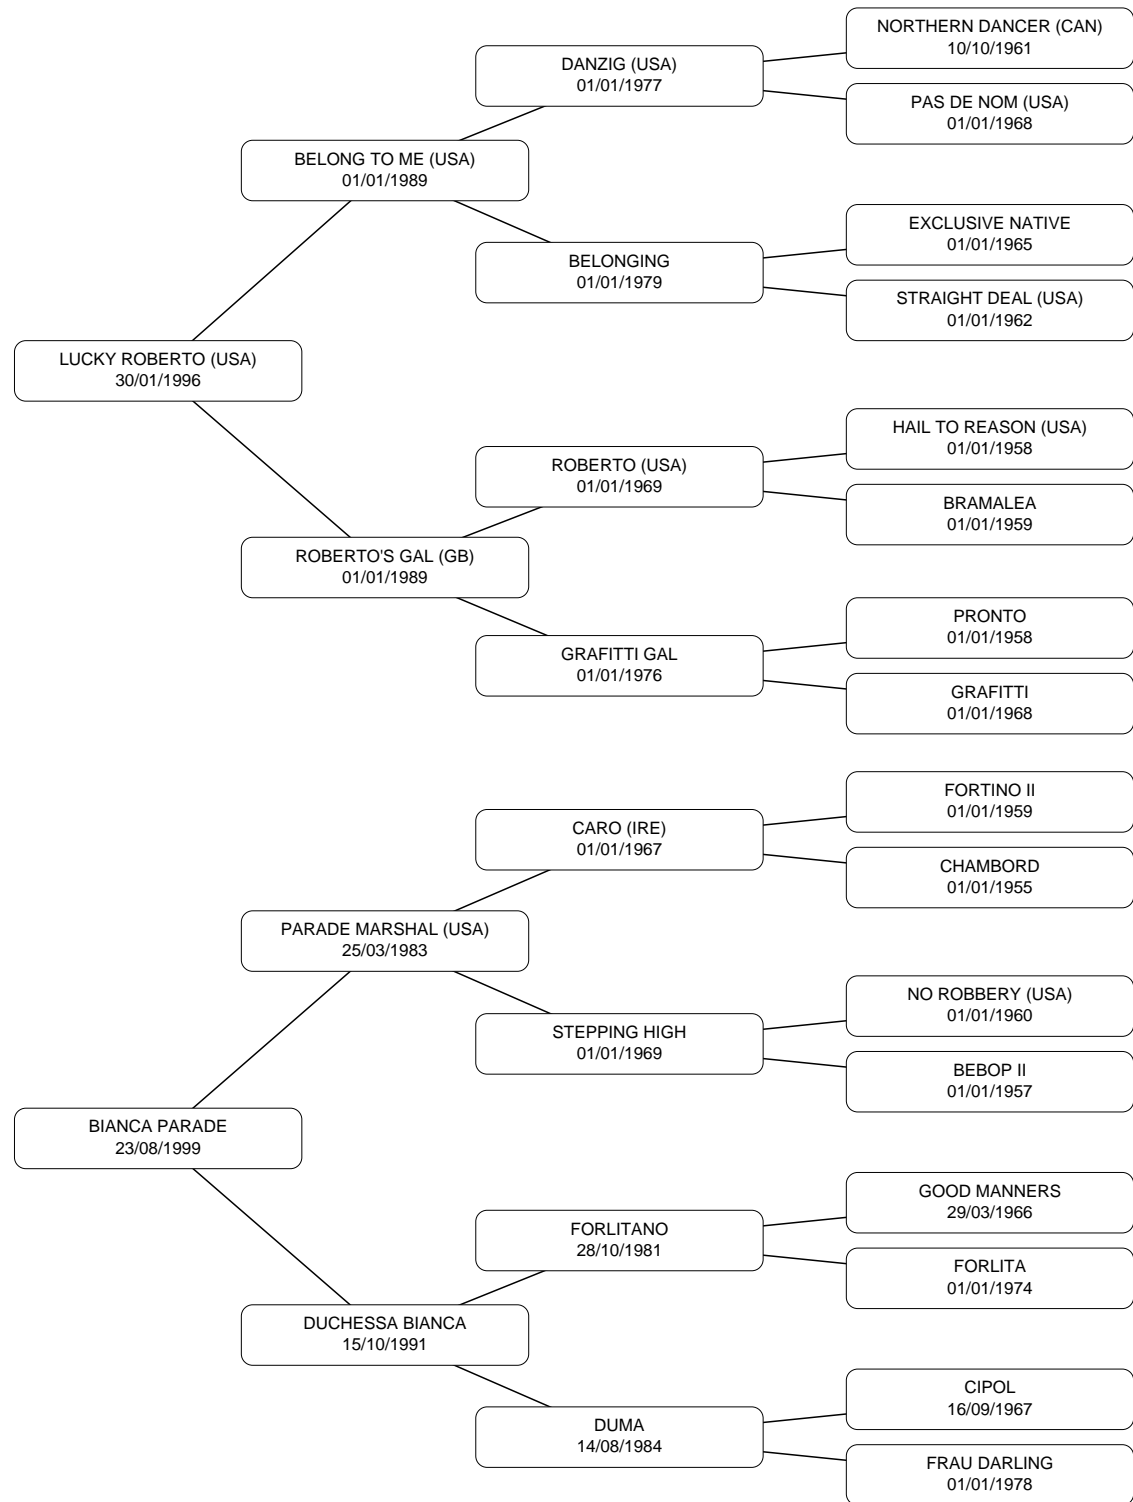 NORTHERN DANCER (CAN)
10/10/1961
DANZIG (USA)
01/01/1977
PAS DE NOM (USA)
01/01/1968
BELONG TO ME (USA)
01/01/1989
EXCLUSIVE NATIVE
01/01/1965
BELONGING
01/01/1979
STRAIGHT DEAL (USA)
01/01/1962
LUCKY ROBERTO (USA)
30/01/1996
HAIL TO REASON (USA)
01/01/1958
ROBERTO (USA)
01/01/1969
BRAMALEA
01/01/1959
ROBERTO'S GAL (GB)
01/01/1989
PRONTO
01/01/1958
GRAFITTI GAL
01/01/1976
GRAFITTI
01/01/1968
FORTINO II
01/01/1959
CARO (IRE)
01/01/1967
CHAMBORD
01/01/1955
PARADE MARSHAL (USA)
25/03/1983
NO ROBBERY (USA)
01/01/1960
STEPPING HIGH
01/01/1969
BEBOP II
01/01/1957
BIANCA PARADE
23/08/1999
GOOD MANNERS
29/03/1966
FORLITANO
28/10/1981
FORLITA
01/01/1974
DUCHESSA BIANCA
15/10/1991
CIPOL
16/09/1967
DUMA
14/08/1984
FRAU DARLING
01/01/1978